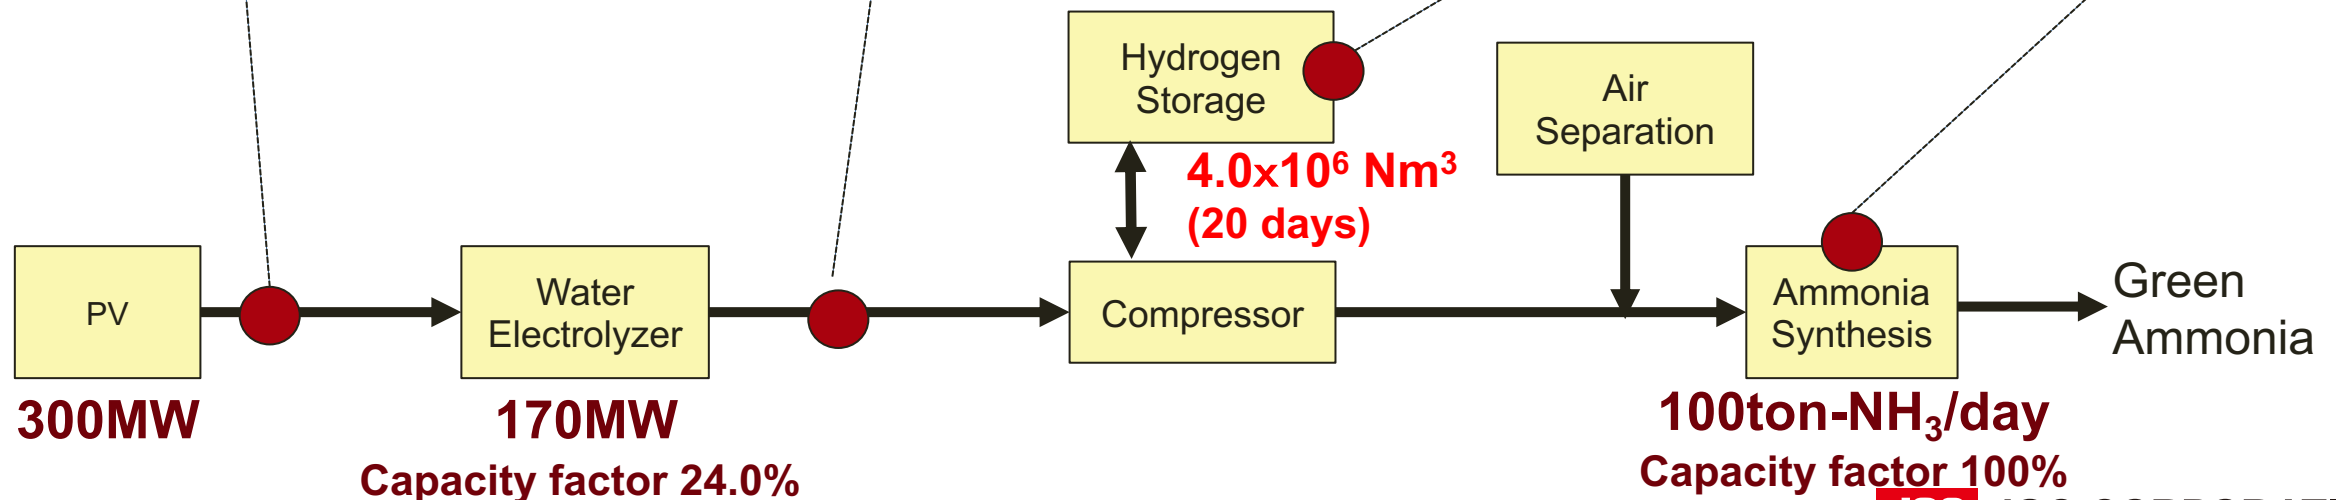 Hydrogen
Storage
Air
Separation
4.0x10⁶ Nm³
(20 days)
PV
Water
Electrolyzer
Compressor
Ammonia
Synthesis
Green
Ammonia
300MW
170MW
100ton-NH₃/day
Capacity factor 24.0%
Capacity factor 100%